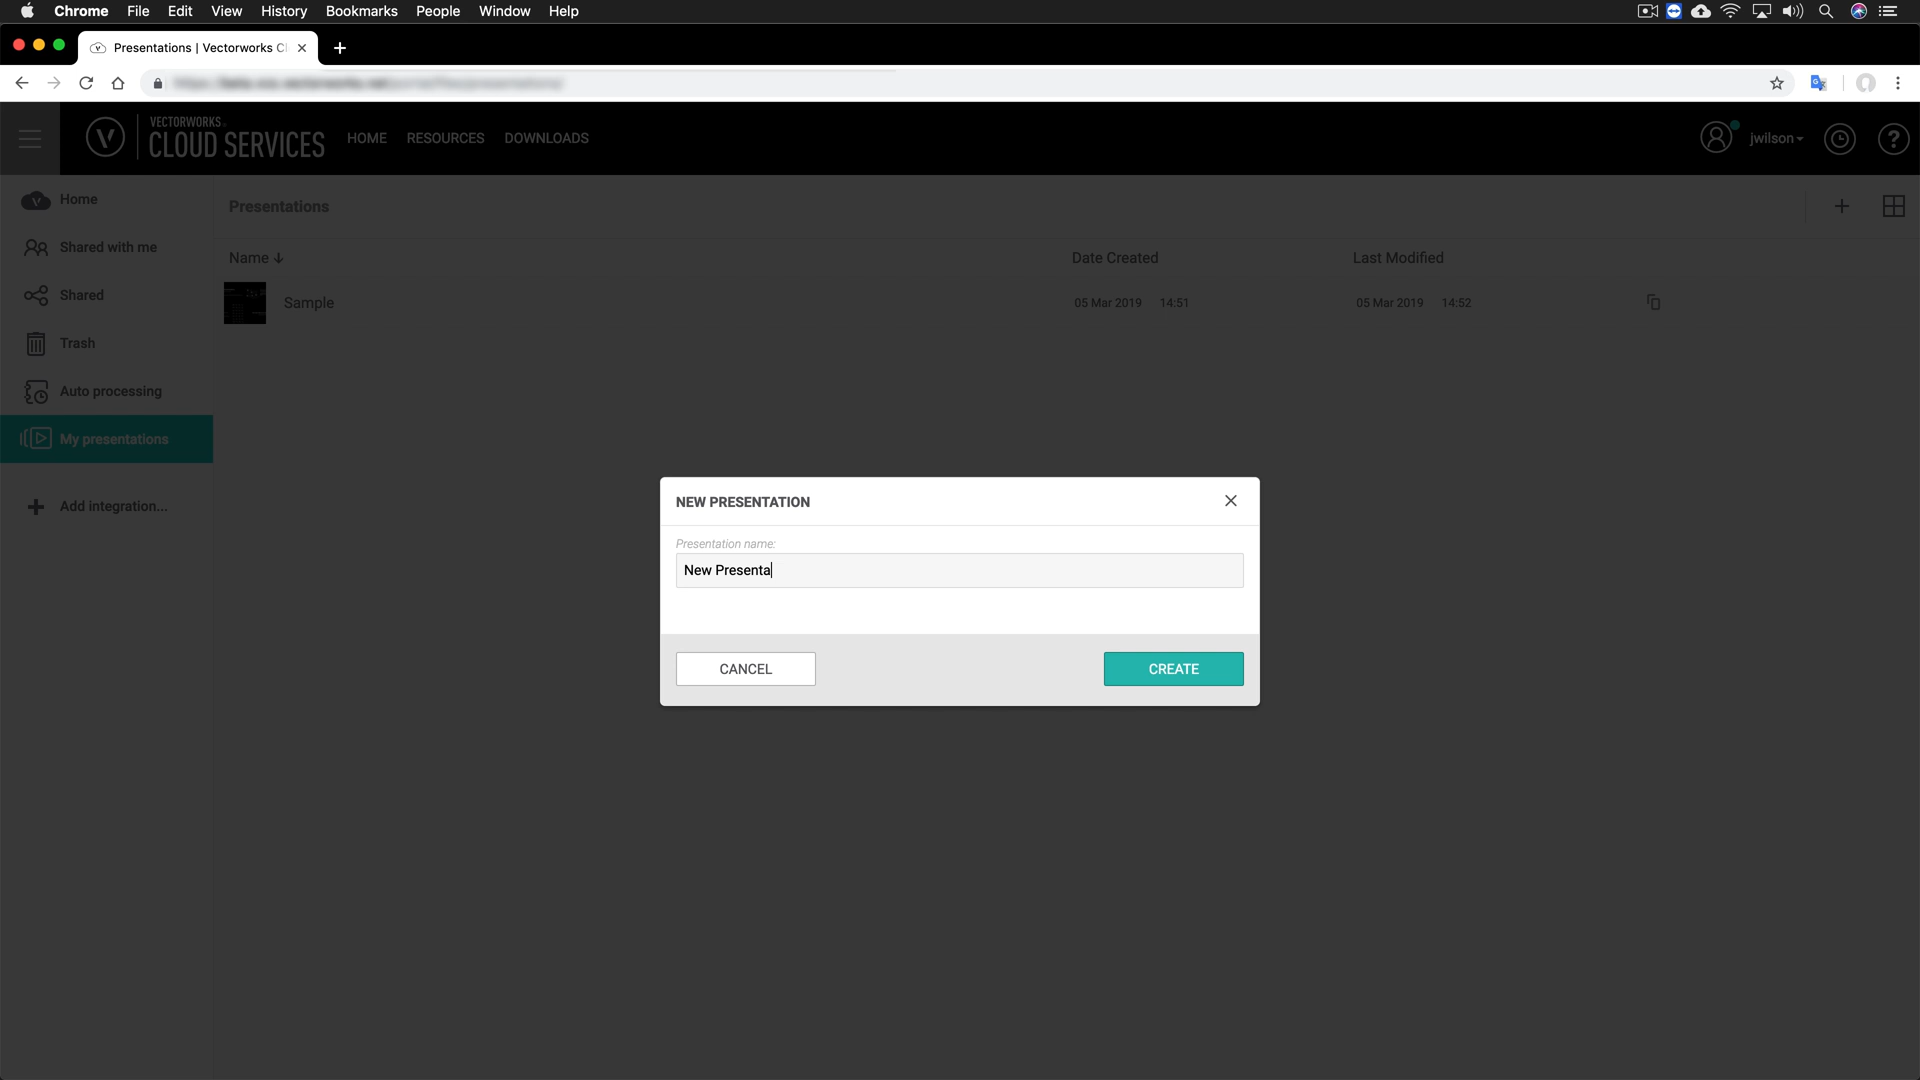 Chrome File Edit View History Bookmarks People Window Help
Presentations | Vectorworks Cl
VECTORWORKS
CLOUD SERVICES
HOME RESOURCES DOWNLOADS
jwilson
?
Home
Shared with me
Shared
Trash
Auto processing
My presentations
Add integration...
Presentations
Name Date Created Last Modified
Sample 05 Mar 2019 14:51 05 Mar 2019 14:52
NEW PRESENTATION
Presentation name:
New Presenta
CANCEL CREATE